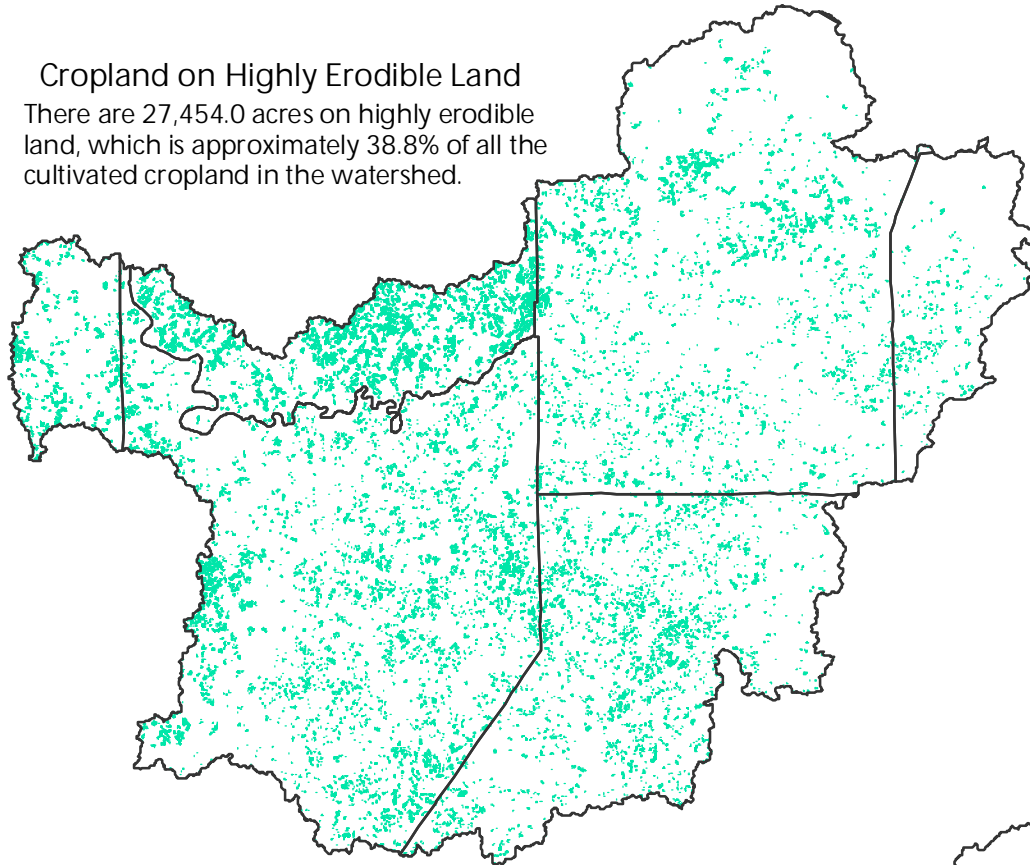 Cropland on Highly Erodible Land
There are 27,454.0 acres on highly erodible
land, which is approximately 38.8% of all the
cultivated cropland in the watershed.